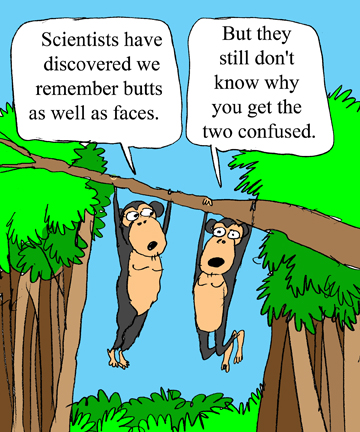 Scientists have
discovered we
remember butts
as well as faces.
But they
still don't
know why
you get the
two confused.